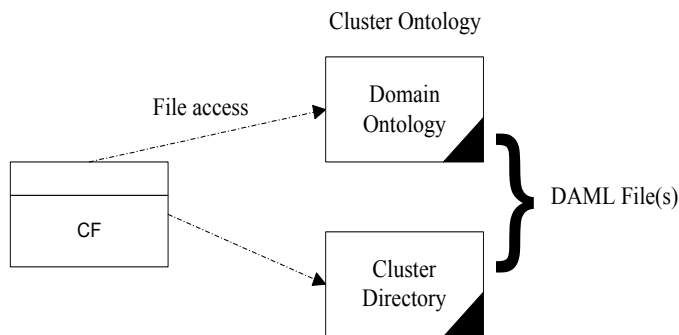 Cluster Ontology
Domain
Ontology
File access
CF
DAML File(s)
Cluster
Directory